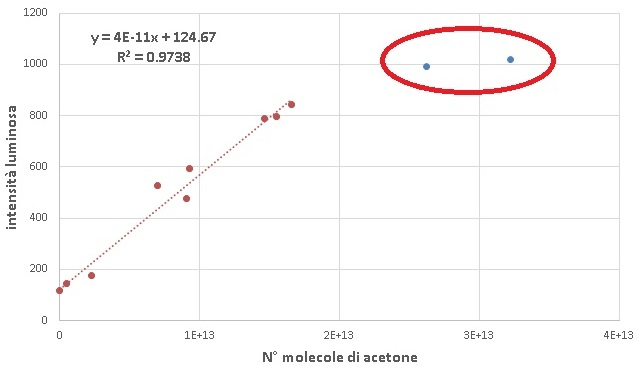 y = 4E-11x + 124.67
R² = 0.9738
1200
1000
800
600
400
200
0
intensità luminosa
0 1E+13 2E+13 3E+13 4E+13
N° molecole di acetone